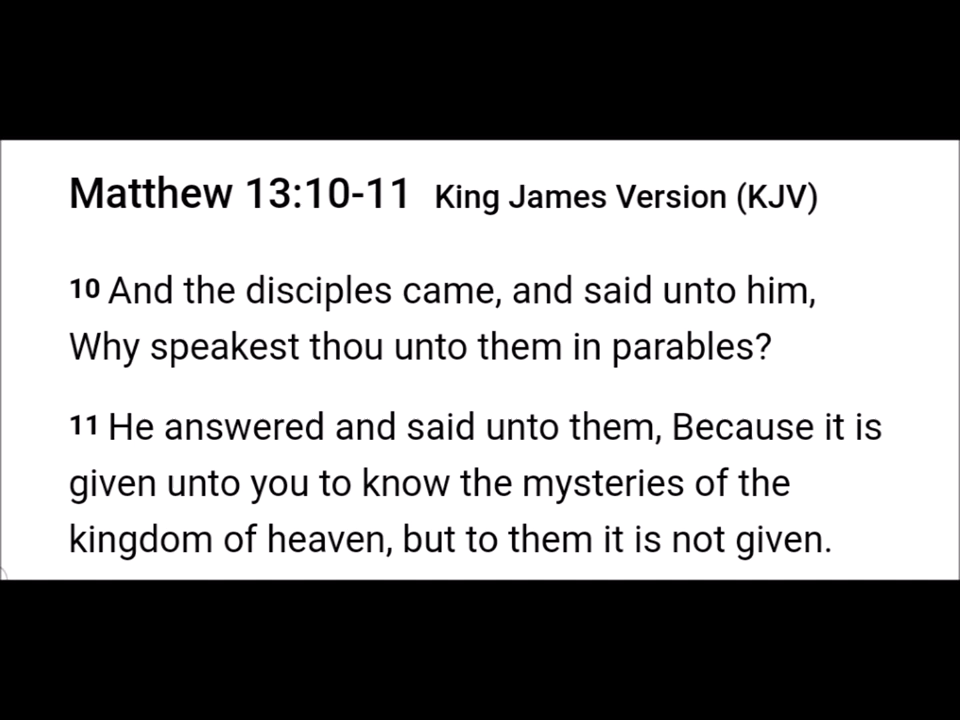 Matthew 13:10-11 King James Version (KJV)
10 And the disciples came, and said unto him,
Why speakest thou unto them in parables?
11 He answered and said unto them, Because it is
given unto you to know the mysteries of the
kingdom of heaven, but to them it is not given.